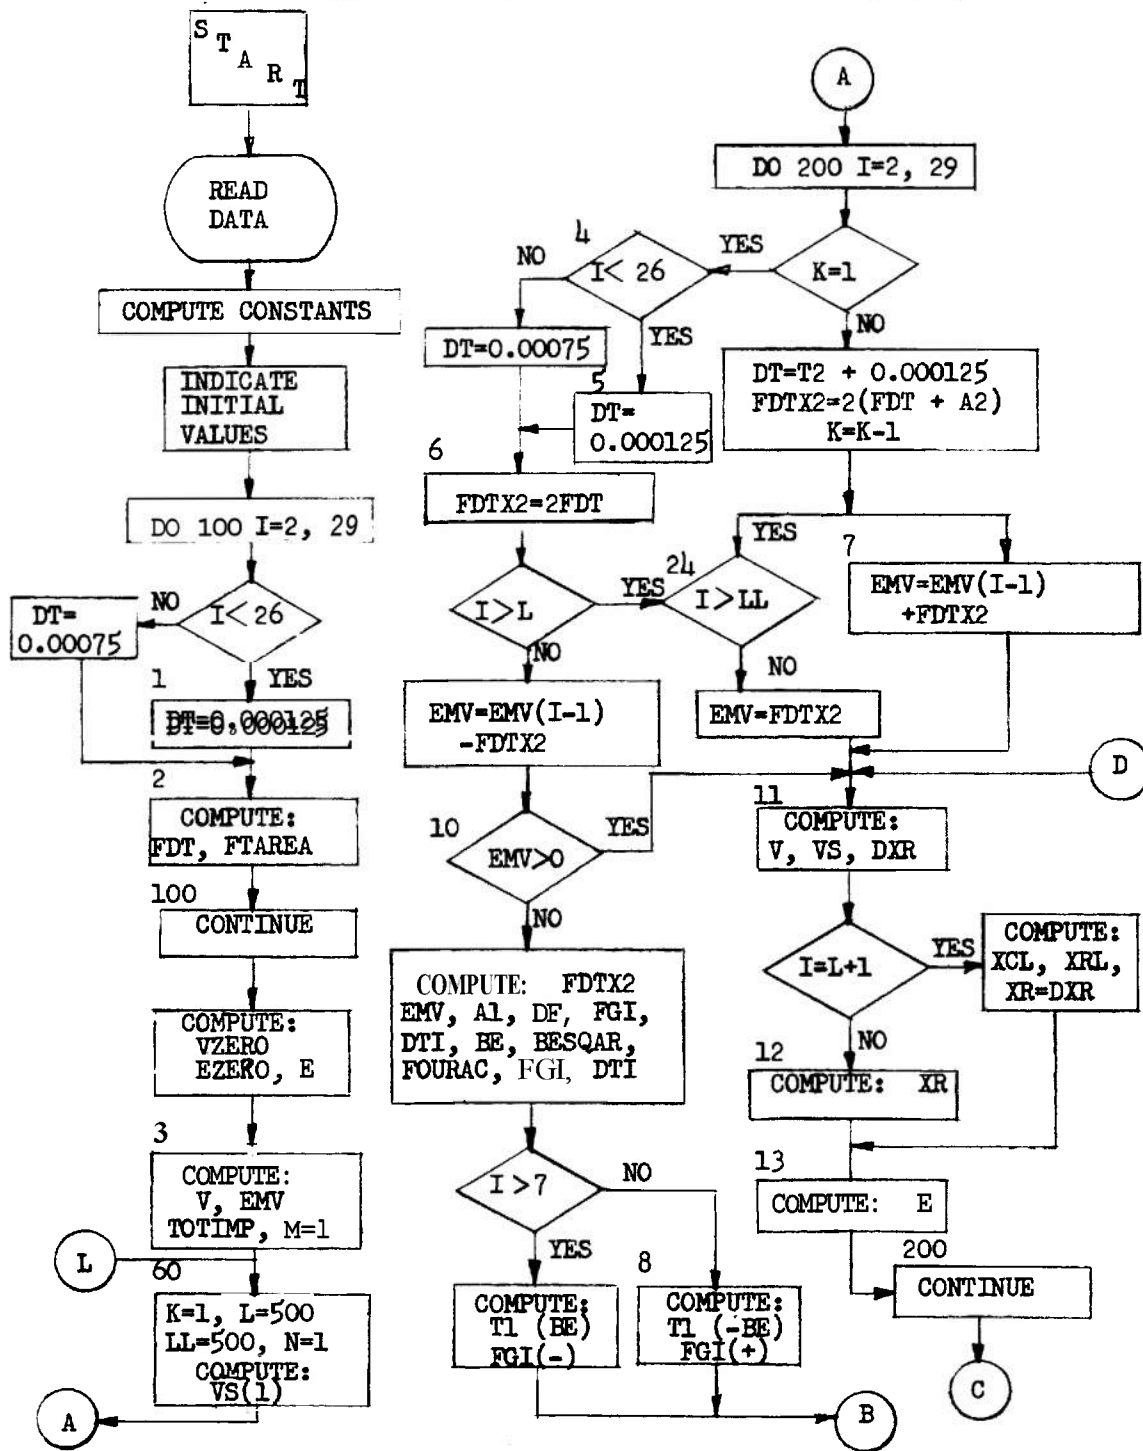 START
READ
DATA
COMPUTE CONSTANTS
INDICATE
INITIAL
VALUES
DO 100 I=2, 29
I<26
NO
DT=
0.00075
YES
1
DT=0.000125
2
COMPUTE:
FDT, FTAREA
100
CONTINUE
COMPUTE:
VZERO
EZERO, E
3
COMPUTE:
V, EMV
TOTIMP, M=1
L
60
K=1, L=500
LL=500, N=1
COMPUTE:
VS(1)
A
A
DO 200 I=2, 29
K=1
YES
NO
4
I< 26
NO
YES
DT=0.00075
5
DT=
0.000125
DT=T2 + 0.000125
FDTX2=2(FDT + A2)
K=K-1
6
FDTX2=2FDT
I>L
YES
NO
24
YES
I>LL
NO
7
EMV=EMV(I-1)
+FDTX2
EMV=EMV(I-1)
-FDTX2
EMV=FDTX2
D
10
EMV>0
YES
NO
11
COMPUTE:
V, VS, DXR
I=L+1
YES
NO
COMPUTE:
XCL, XRL,
XR=DXR
COMPUTE: FDTX2
EMV, A1, DF, FGI,
DTI, BE, BESQAR,
FOURAC, FGI, DTI
12
COMPUTE: XR
I>7
NO
YES
13
COMPUTE: E
COMPUTE:
T1 (BE)
FGI(-)
8
COMPUTE:
T1 (-BE)
FGI(+)
B
200
CONTINUE
C